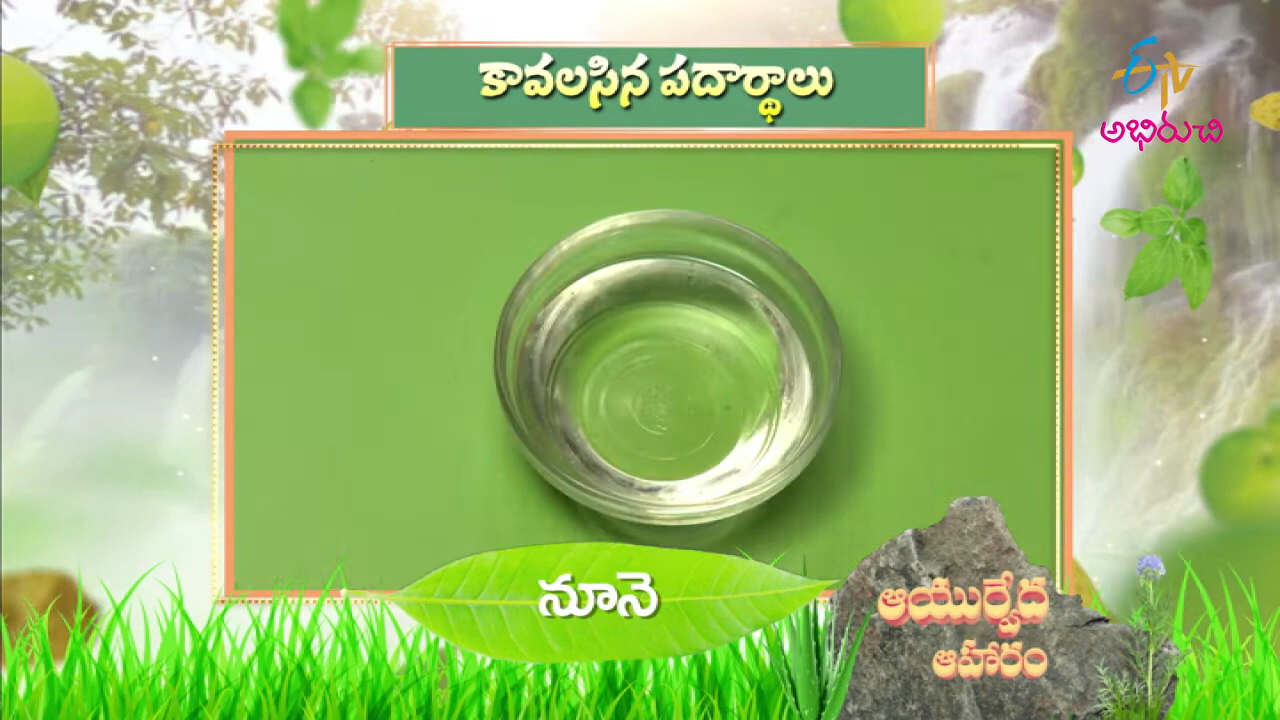 కావలసిన పదార్థాలు
ETV
అభిరుచి
నూనె
ఆయుర్వేద
ఆహారం